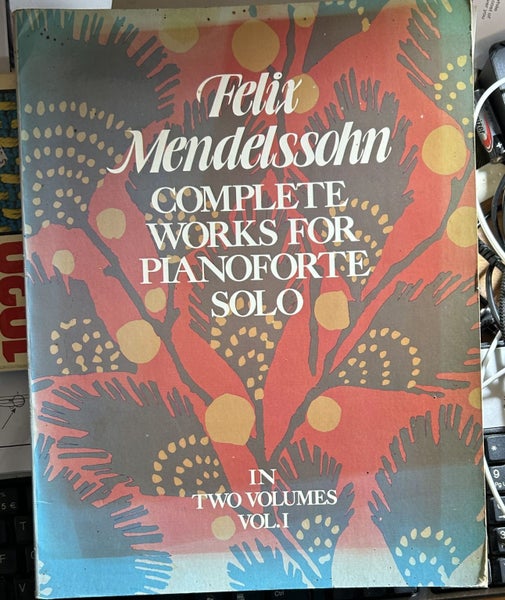 Felix
Mendelssohn
COMPLETE
WORKS FOR
PIANOFORTE
SOLO
IN
TWO VOLUMES
VOL. I